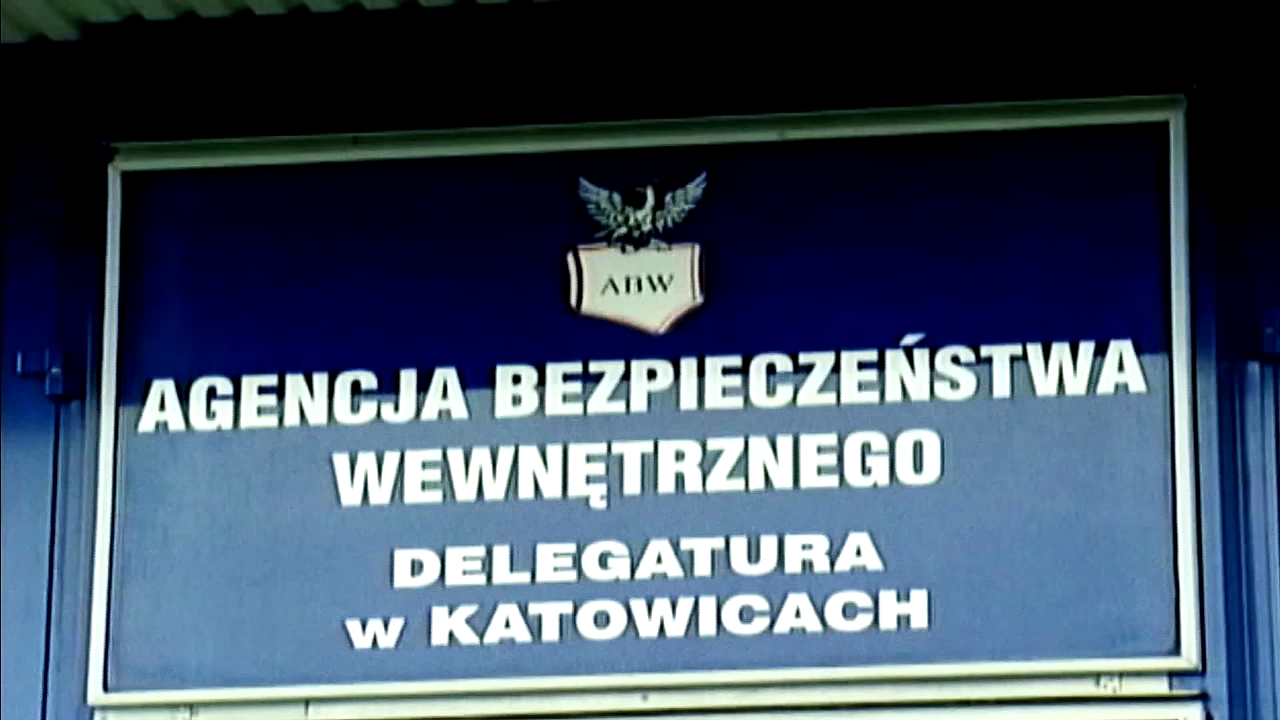 ABW
AGENCJA BEZPIECZEŃSTWA
WEWNĘTRZNEGO
DELEGATURA
w KATOWICACH